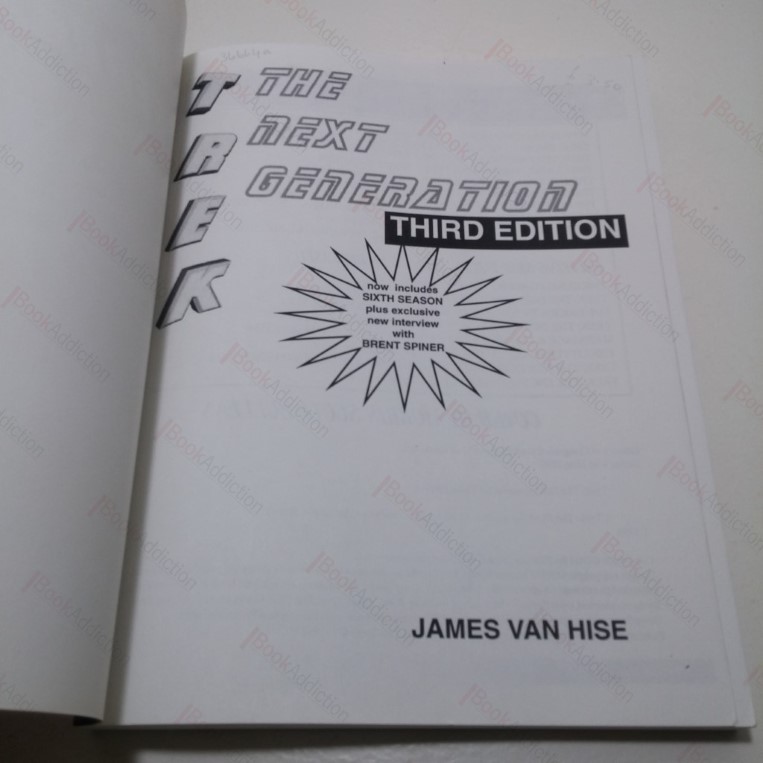 TREK
THE
NEXT
GENERATION
THIRD EDITION
now includes
SIXTH SEASON
plus exclusive
new interview
with
BRENT SPINER
JAMES VAN HISE
iBookAddiction